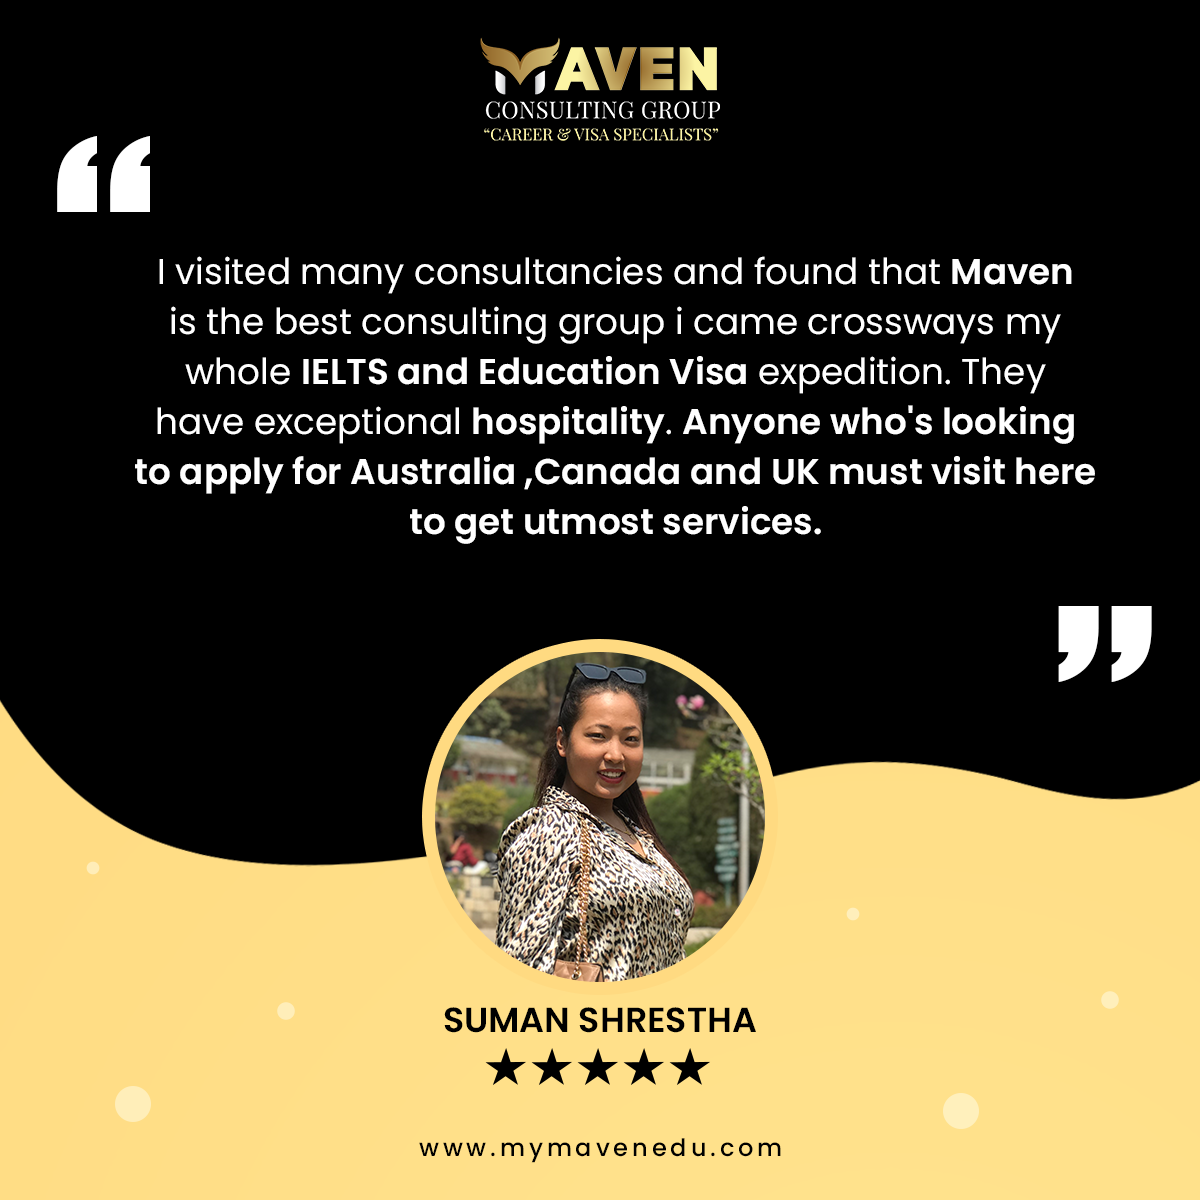 MAVEN
CONSULTING GROUP
“CAREER & VISA SPECIALISTS”
“
I visited many consultancies and found that Maven
is the best consulting group i came crossways my
whole IELTS and Education Visa expedition. They
have exceptional hospitality. Anyone who's looking
to apply for Australia ,Canada and UK must visit here
to get utmost services.
”
SUMAN SHRESTHA
★★★★★
www.mymavenedu.com